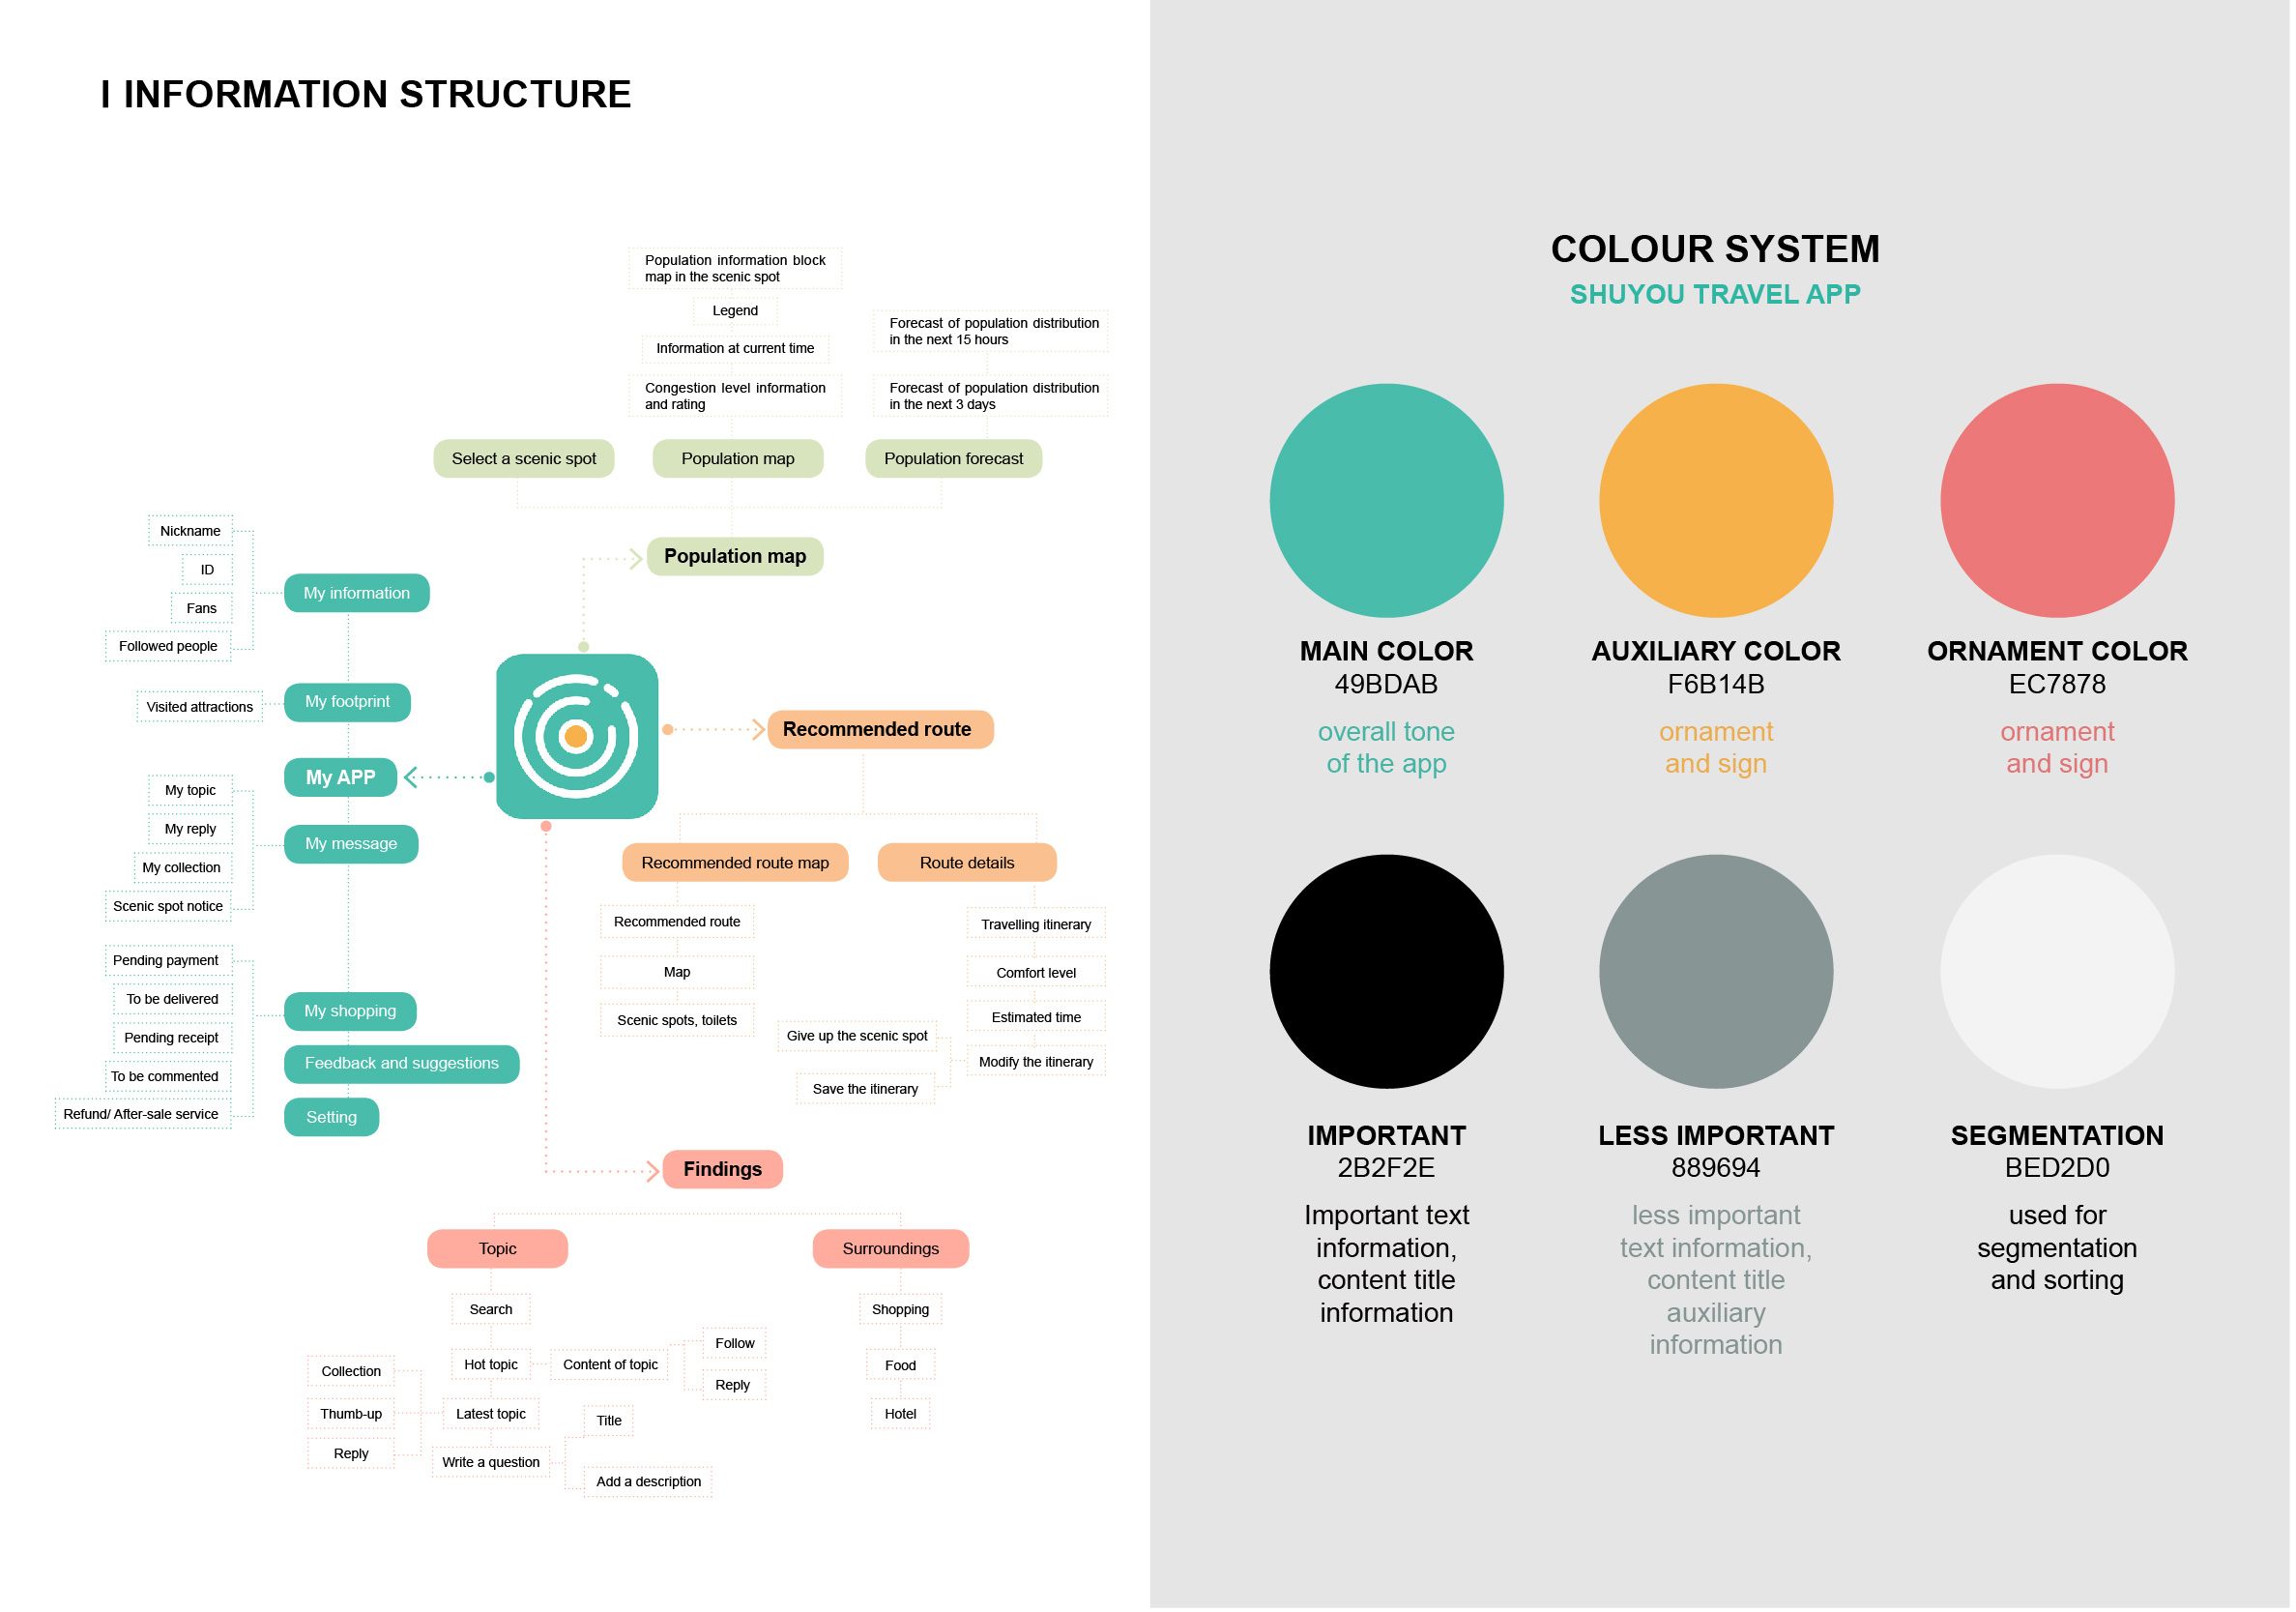 I INFORMATION STRUCTURE
Population information block
map in the scenic spot
Legend
Information at current time
Congestion level information
and rating
Forecast of population distribution
in the next 15 hours
Forecast of population distribution
in the next 3 days
Select a scenic spot
Population map
Population forecast
Population map
Nickname
ID
Fans
Followed people
My information
Visited attractions
My footprint
My APP
My topic
My reply
My collection
Scenic spot notice
My message
Pending payment
To be delivered
Pending receipt
To be commented
Refund/ After-sale service
My shopping
Feedback and suggestions
Setting
Recommended route
Recommended route map
Route details
Recommended route
Map
Scenic spots, toilets
Travelling itinerary
Comfort level
Estimated time
Modify the itinerary
Give up the scenic spot
Save the itinerary
Findings
Topic
Surroundings
Search
Hot topic
Content of topic
Follow
Reply
Collection
Thumb-up
Reply
Latest topic
Write a question
Title
Add a description
Shopping
Food
Hotel
COLOUR SYSTEM
SHUYOU TRAVEL APP
MAIN COLOR
49BDAB
overall tone
of the app
AUXILIARY COLOR
F6B14B
ornament
and sign
ORNAMENT COLOR
EC7878
ornament
and sign
IMPORTANT
2B2F2E
Important text
information,
content title
information
LESS IMPORTANT
889694
less important
text information,
content title
auxiliary
information
SEGMENTATION
BED2D0
used for
segmentation
and sorting